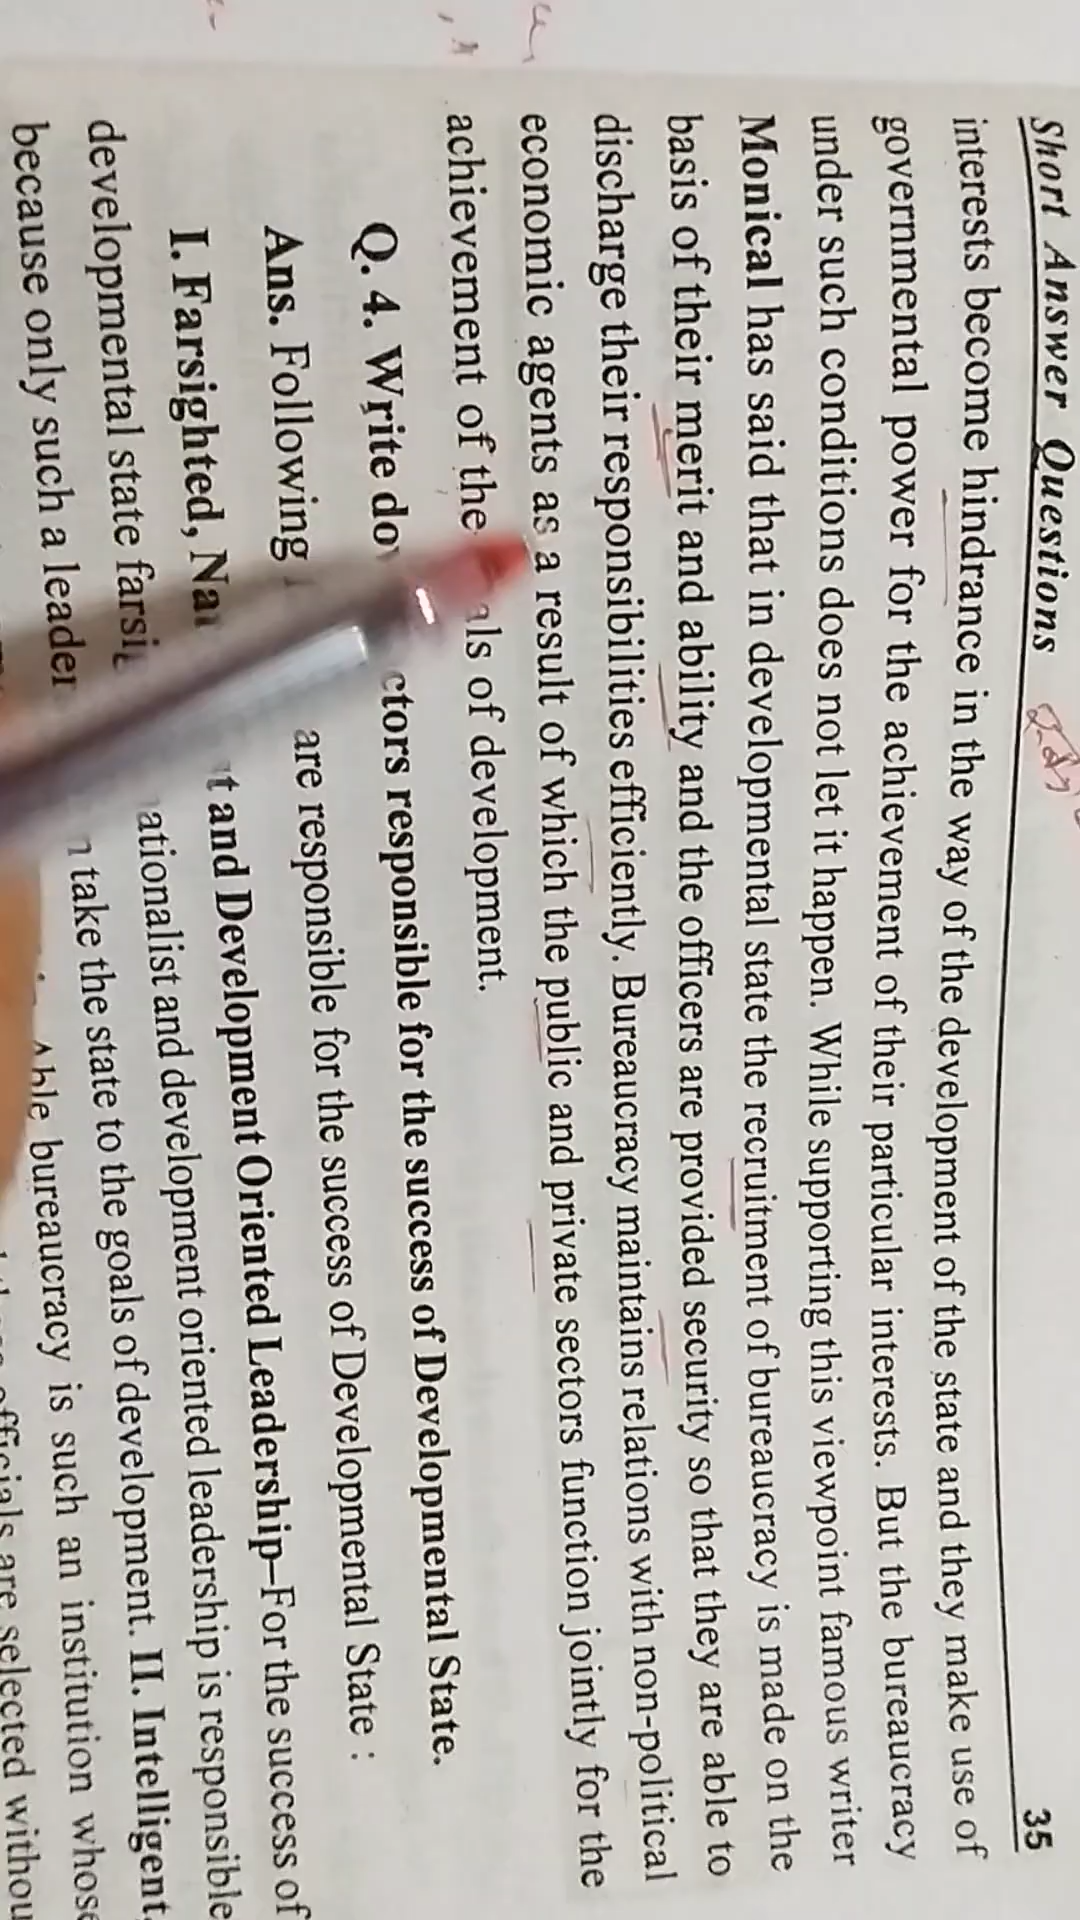 Short Answer Questions 35
interests become hindrance in the way of the development of the state and they make use of
governmental power for the achievement of their particular interests. But the bureaucracy
under such conditions does not let it happen. While supporting this viewpoint famous writer
Monical has said that in developmental state the recruitment of bureaucracy is made on the
basis of their merit and ability and the officers are provided security so that they are able to
discharge their responsibilities efficiently. Bureaucracy maintains relations with non-political
economic agents as a result of which the public and private sectors function jointly for the
achievement of the als of development.
Q. 4. Write do ctors responsible for the success of Developmental State.
Ans. Following are responsible for the success of Developmental State :
I. Farsighted, Na t and Development Oriented Leadership–For the success of
developmental state farsi ationalist and development oriented leadership is responsible
because only such a leader n take the state to the goals of development. II. Intelligent,
Able bureaucracy is such an institution whose
officials are selected withou